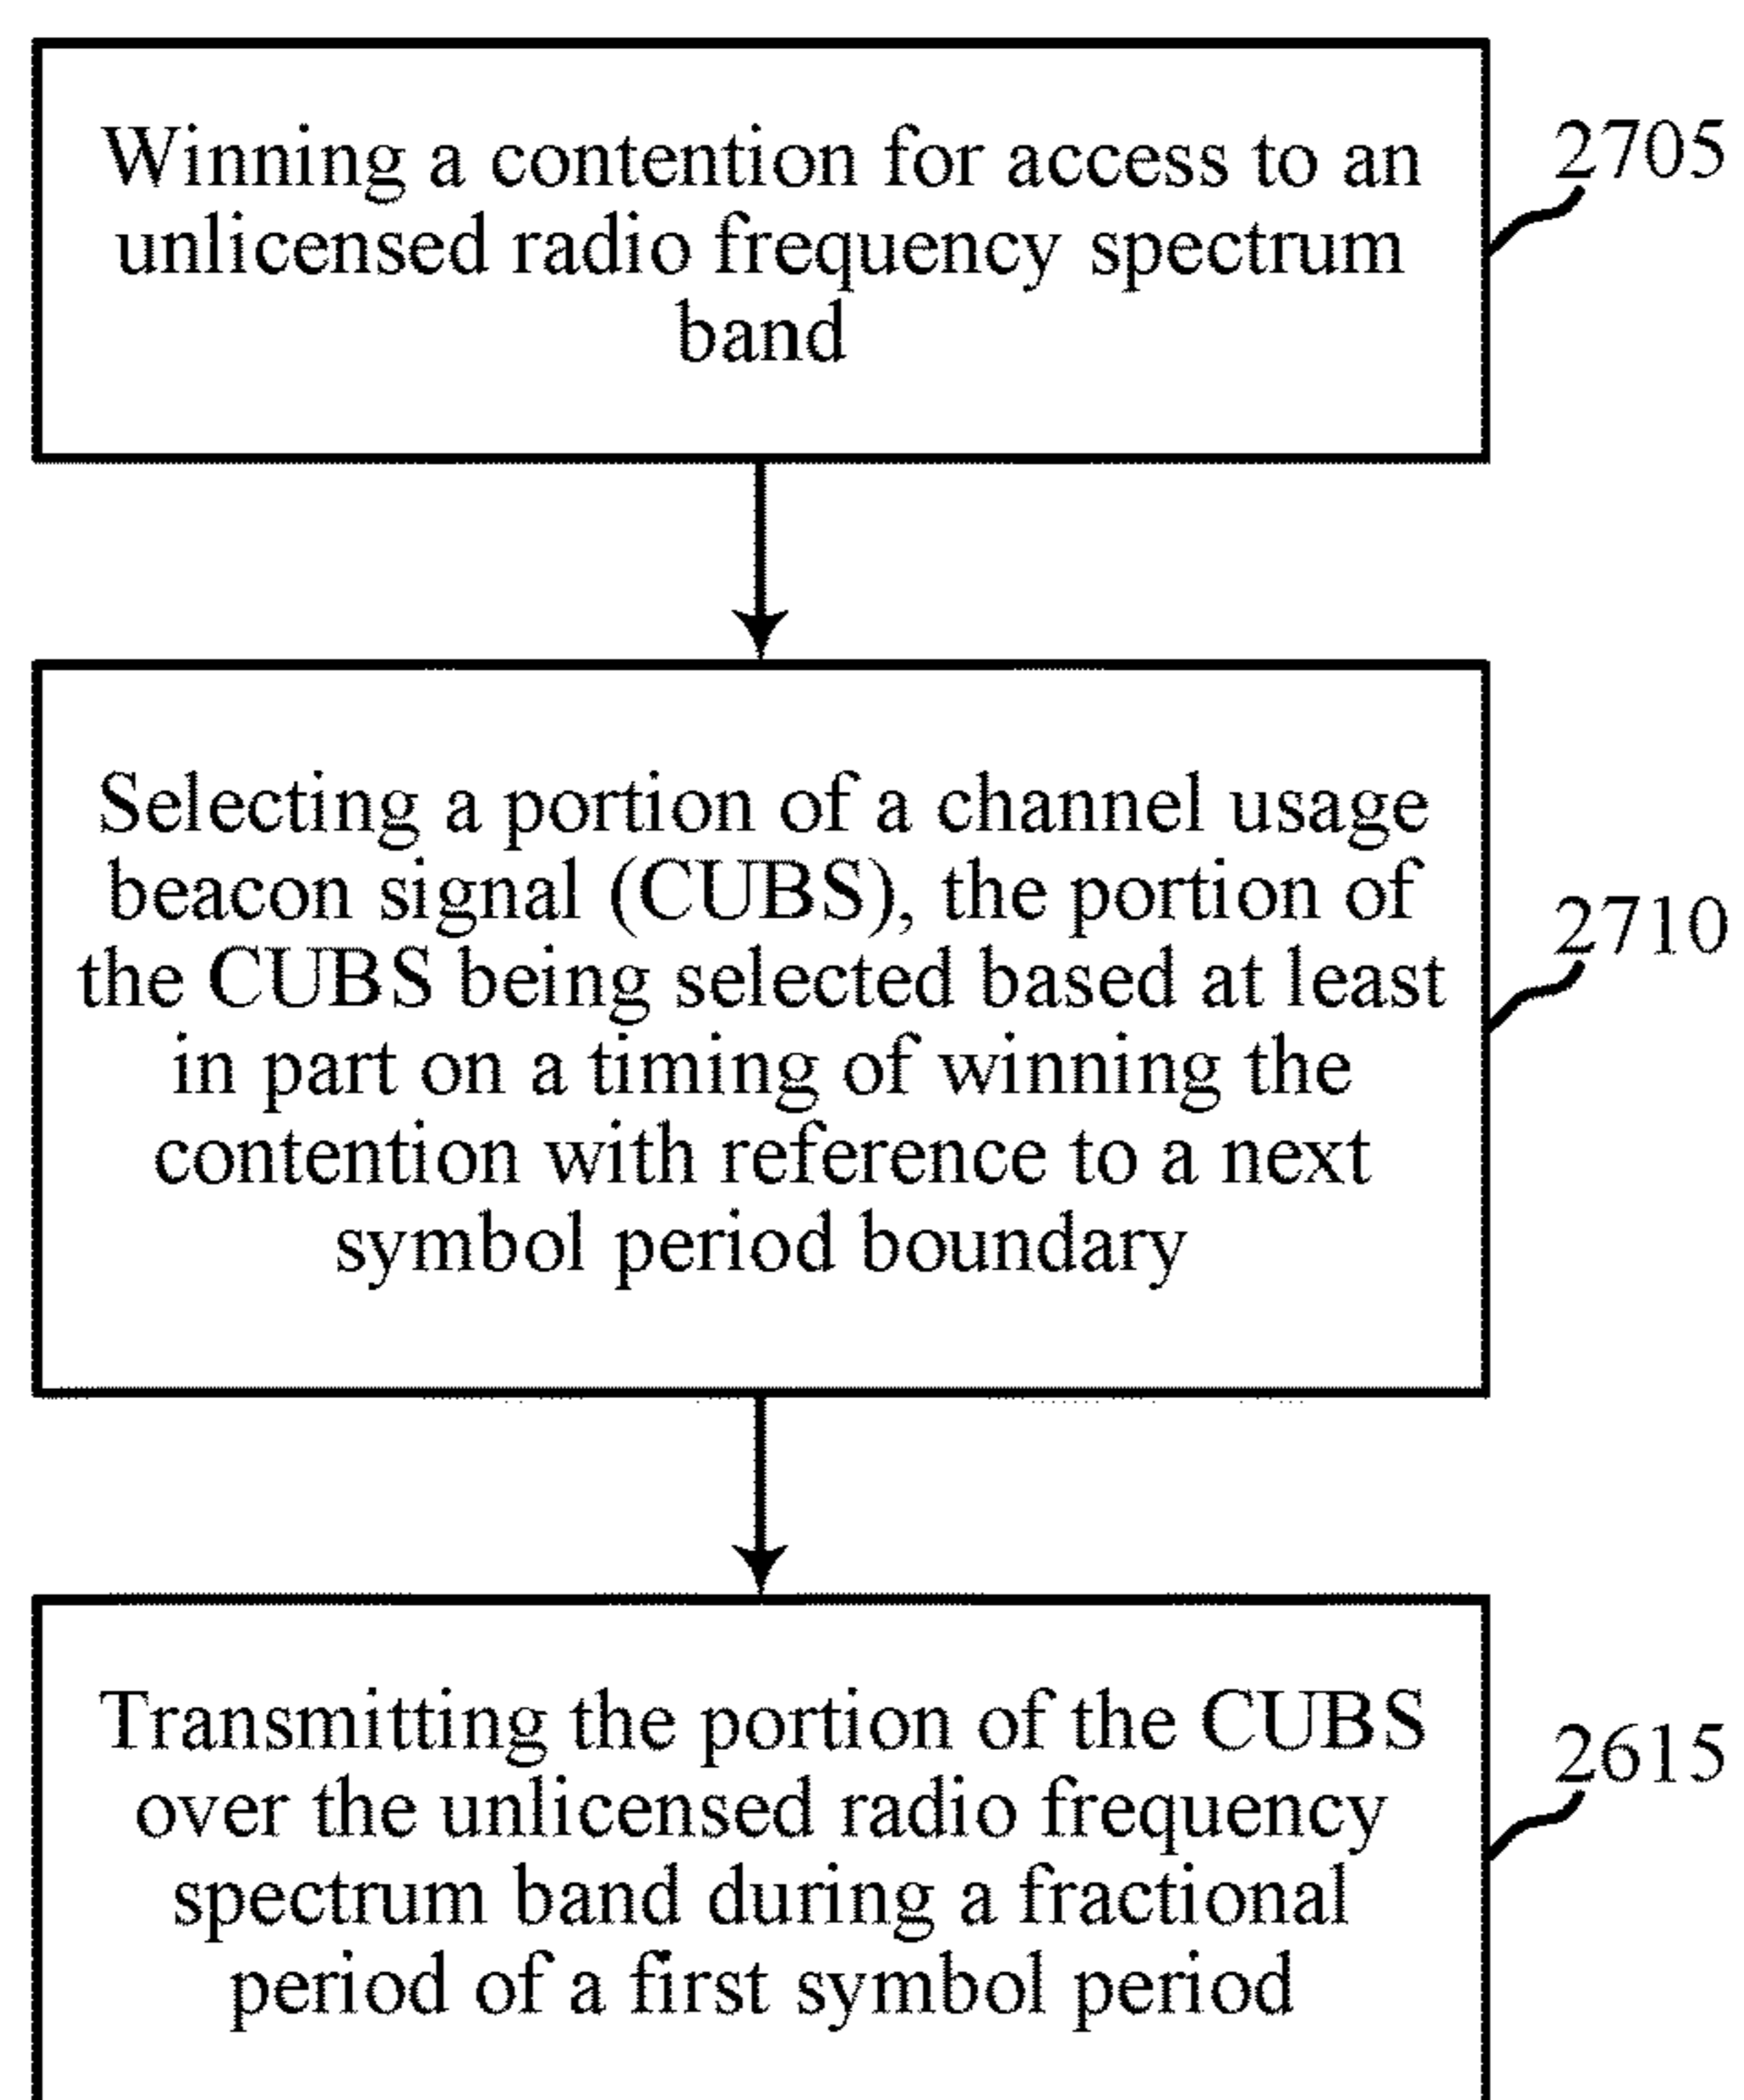 Winning a contention for access to an
unlicensed radio frequency spectrum
band
2705
Selecting a portion of a channel usage
beacon signal (CUBS), the portion of
the CUBS being selected based at least
in part on a timing of winning the
contention with reference to a next
symbol period boundary
2710
Transmitting the portion of the CUBS
over the unlicensed radio frequency
spectrum band during a fractional
period of a first symbol period
2615